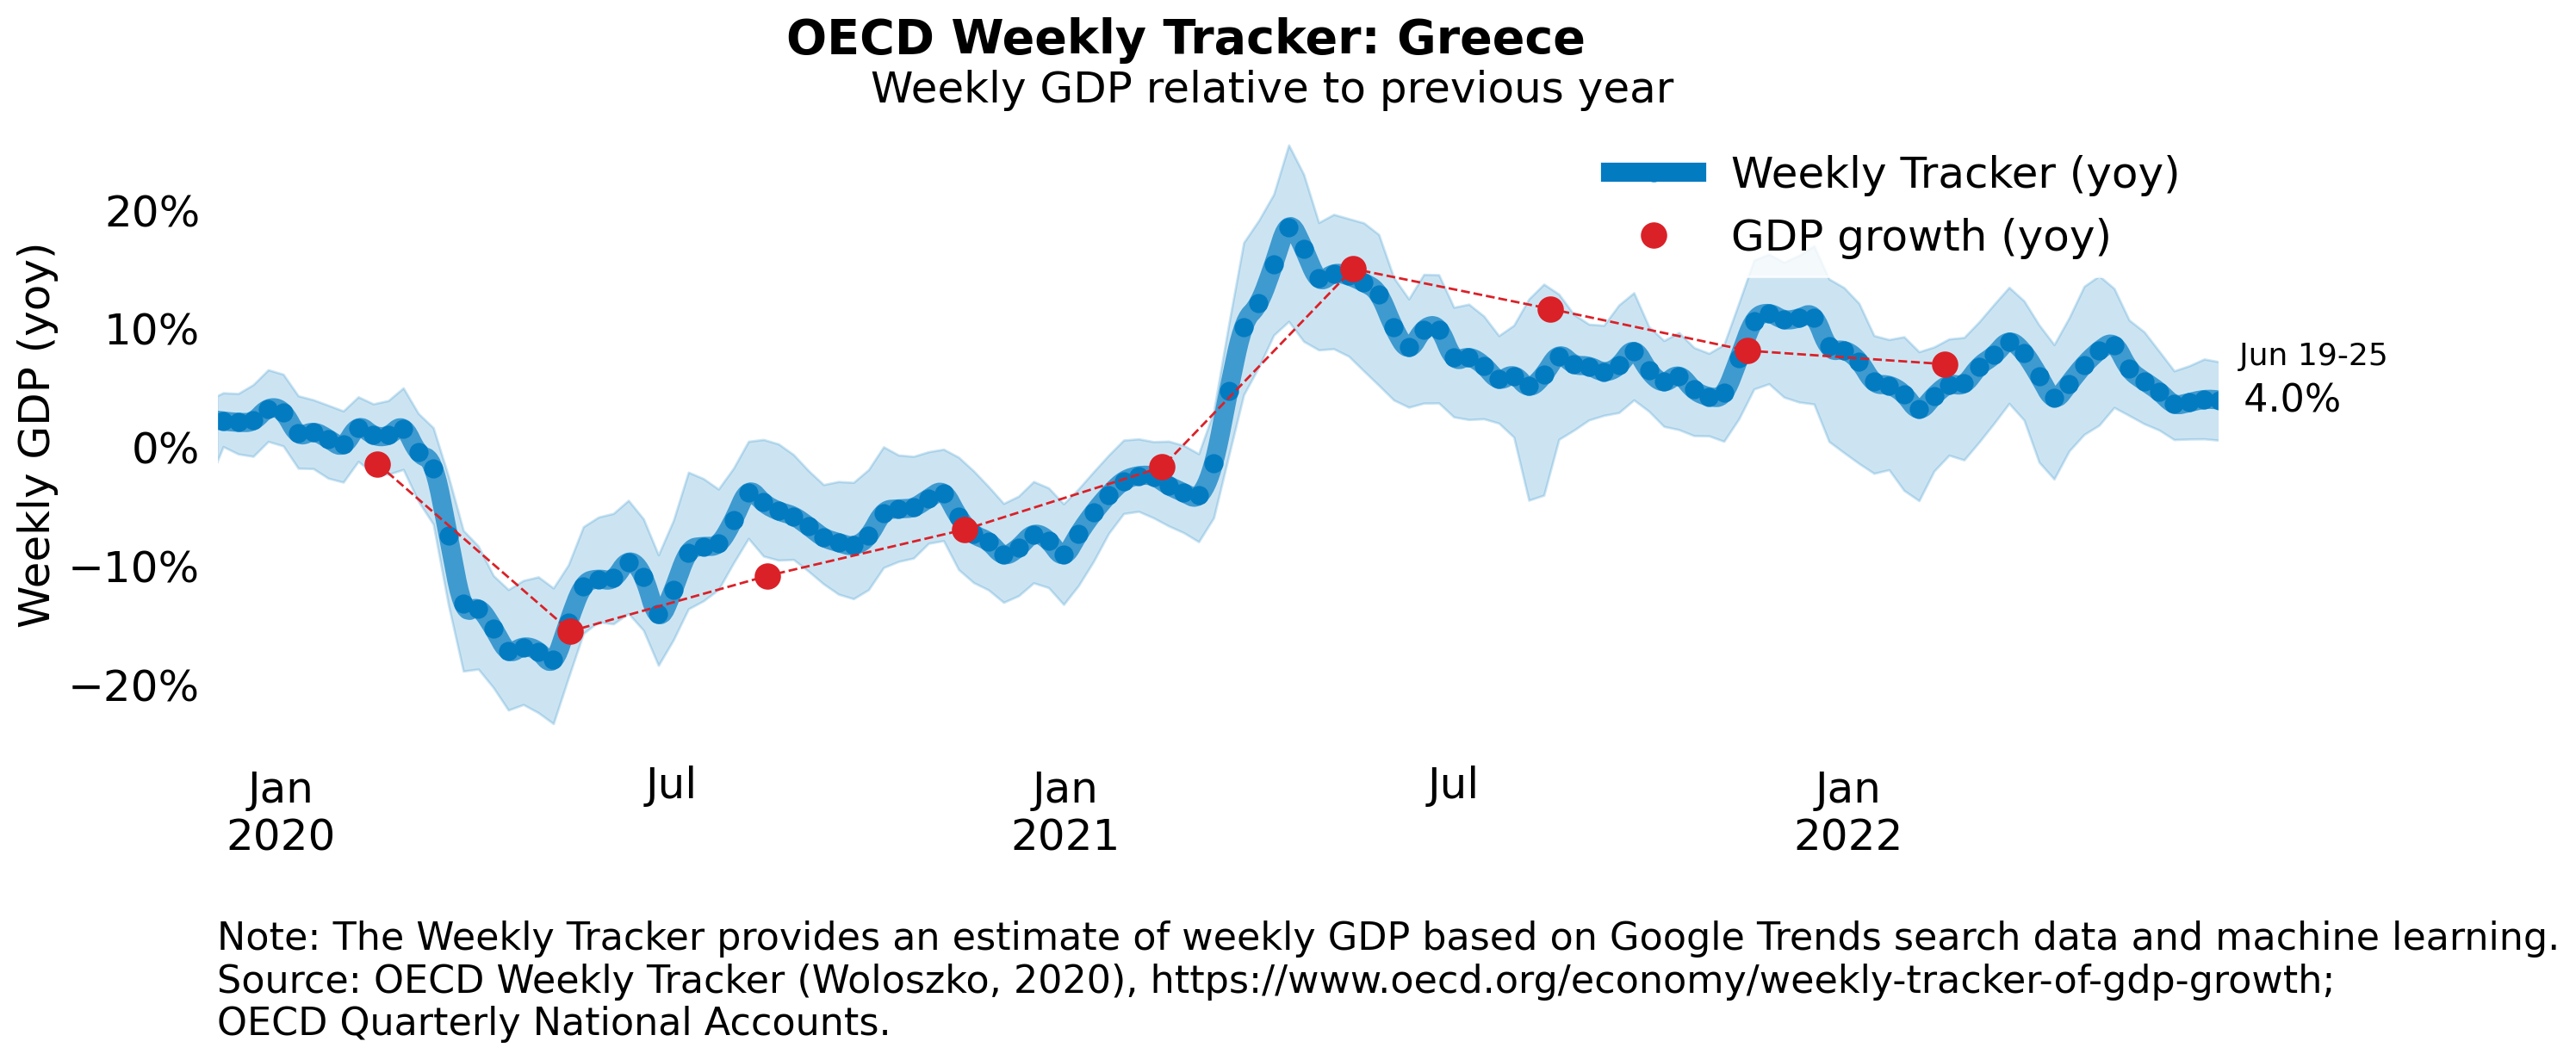 OECD Weekly Tracker: Greece
Weekly GDP relative to previous year
Weekly Tracker (yoy)
GDP growth (yoy)
Weekly GDP (yoy)
20%
10%
0%
−10%
−20%
Jun 19-25
4.0%
Jan
2020
Jul
Jan
2021
Jul
Jan
2022
Note: The Weekly Tracker provides an estimate of weekly GDP based on Google Trends search data and machine learning.
Source: OECD Weekly Tracker (Woloszko, 2020), https://www.oecd.org/economy/weekly-tracker-of-gdp-growth;
OECD Quarterly National Accounts.